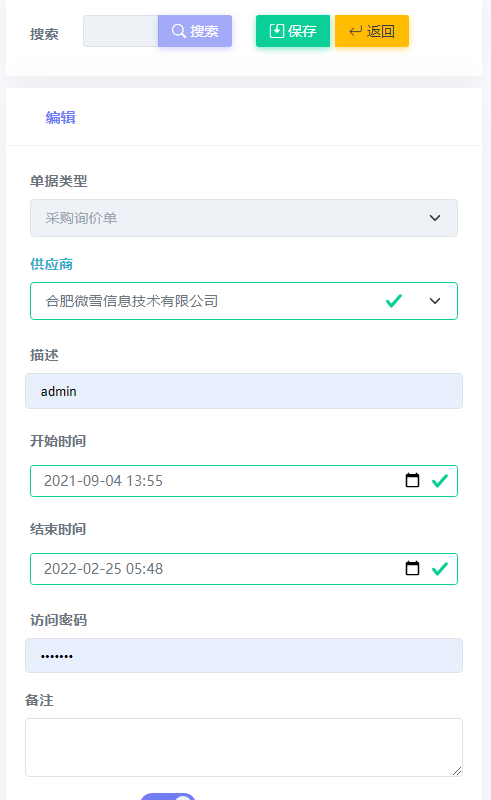 搜索 搜索 保存 返回
编辑
单据类型
采购询价单
供应商
合肥微雪信息技术有限公司
描述
admin
开始时间
2021-09-04 13:55
结束时间
2022-02-25 05:48
访问密码
•••••••
备注